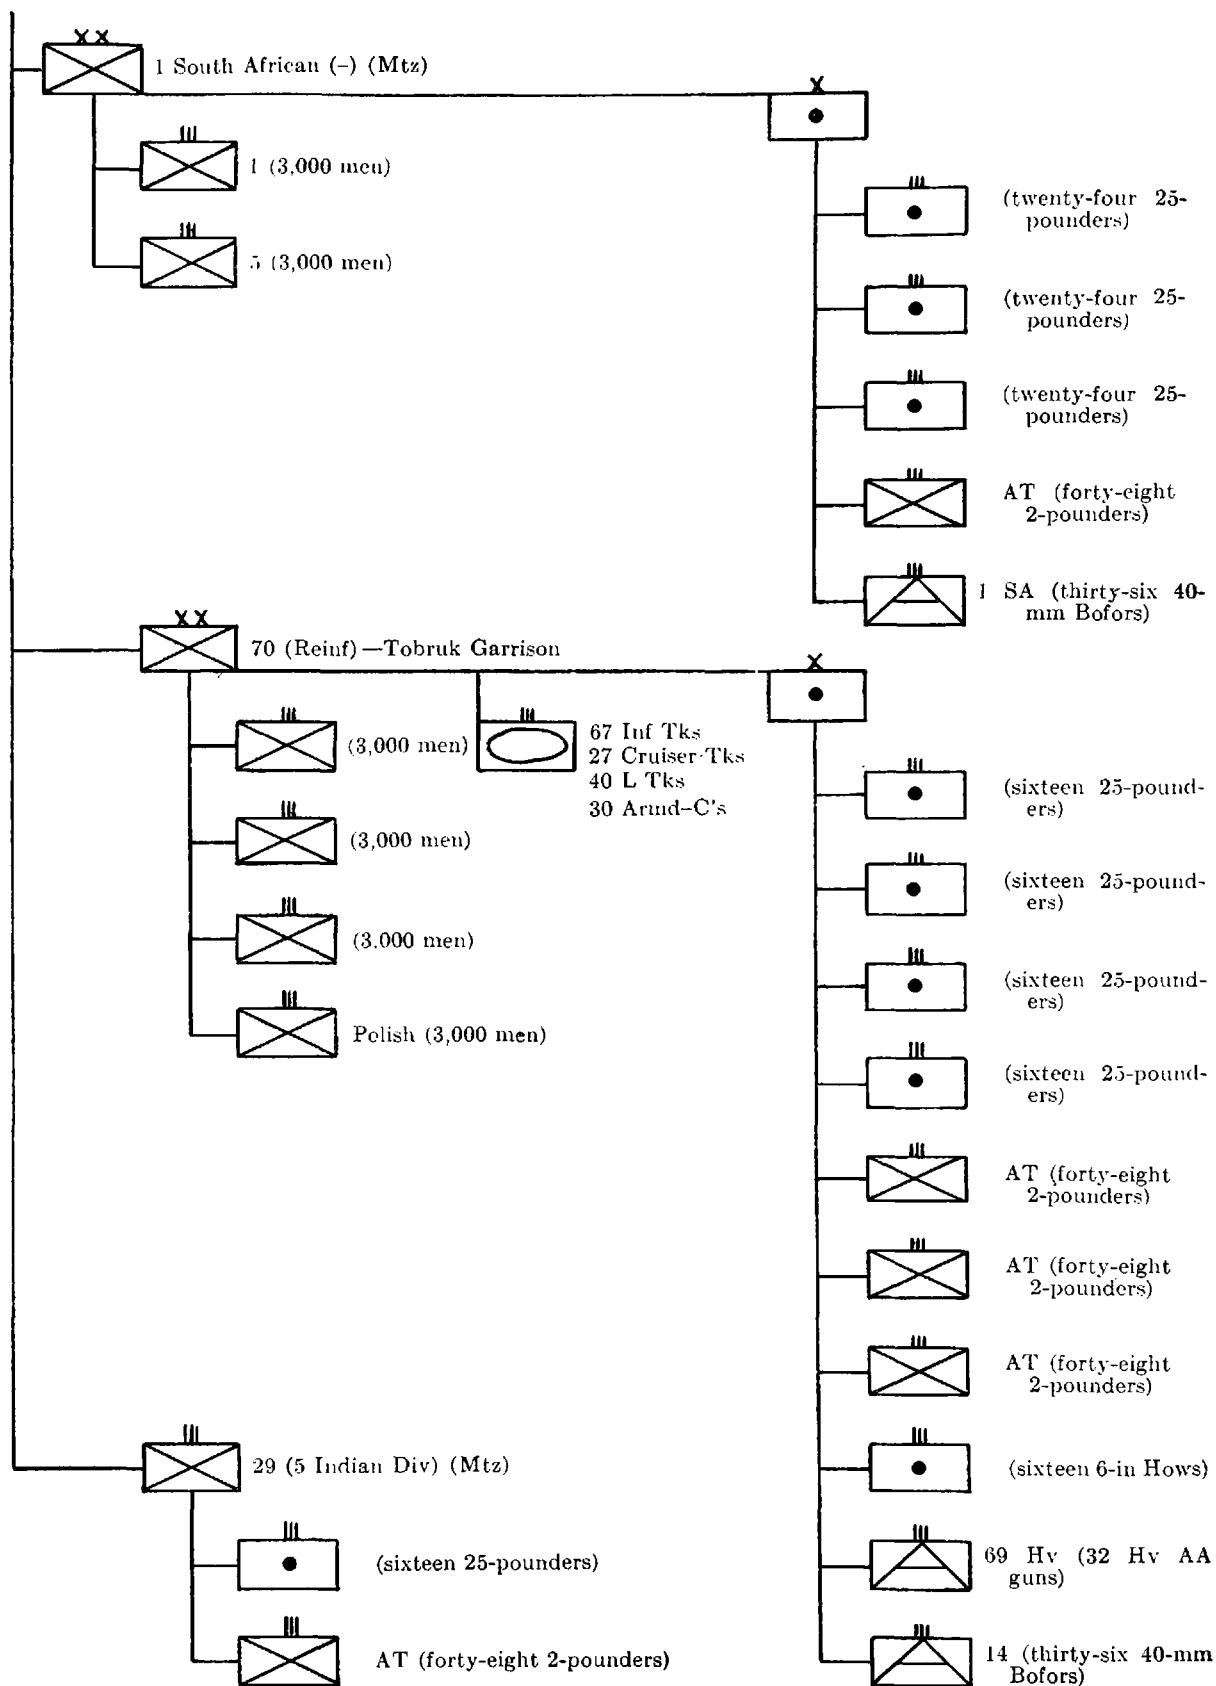 1 South African (–) (Mtz)
1 (3,000 men)
5 (3,000 men)
(twenty-four 25-
pounders)
(twenty-four 25-
pounders)
(twenty-four 25-
pounders)
AT (forty-eight
2-pounders)
1 SA (thirty-six 40-
mm Bofors)
70 (Reinf)—Tobruk Garrison
(3,000 men)
67 Inf Tks
27 Cruiser-Tks
40 L Tks
30 Armd–C's
(3,000 men)
(3.000 men)
Polish (3,000 men)
(sixteen 25-pound-
ers)
(sixteen 25-pound-
ers)
(sixteen 25-pound-
ers)
(sixteen 25-pound-
ers)
AT (forty-eight
2-pounders)
AT (forty-eight
2-pounders)
AT (forty-eight
2-pounders)
(sixteen 6-in Hows)
69 Hv (32 Hv AA
guns)
14 (thirty-six 40-mm
Bofors)
29 (5 Indian Div) (Mtz)
(sixteen 25-pounders)
AT (forty-eight 2-pounders)